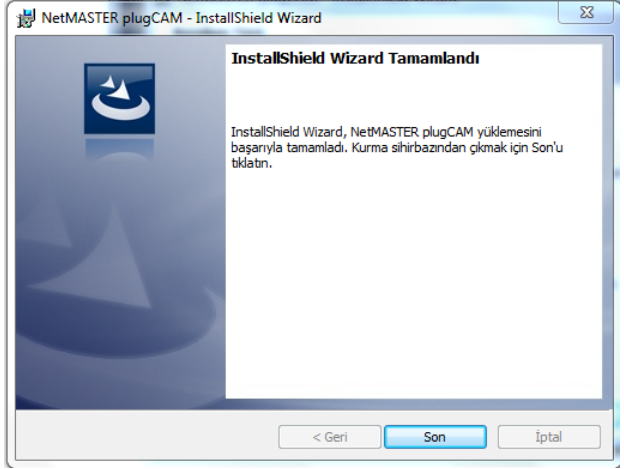 NetMASTER plugCAM - InstallShield Wizard
InstallShield Wizard Tamamlandı
InstallShield Wizard, NetMASTER plugCAM yüklemesini
başarıyla tamamladı. Kurma sihirbazından çıkmak için Son'u
tıklatın.
< Geri
Son
İptal